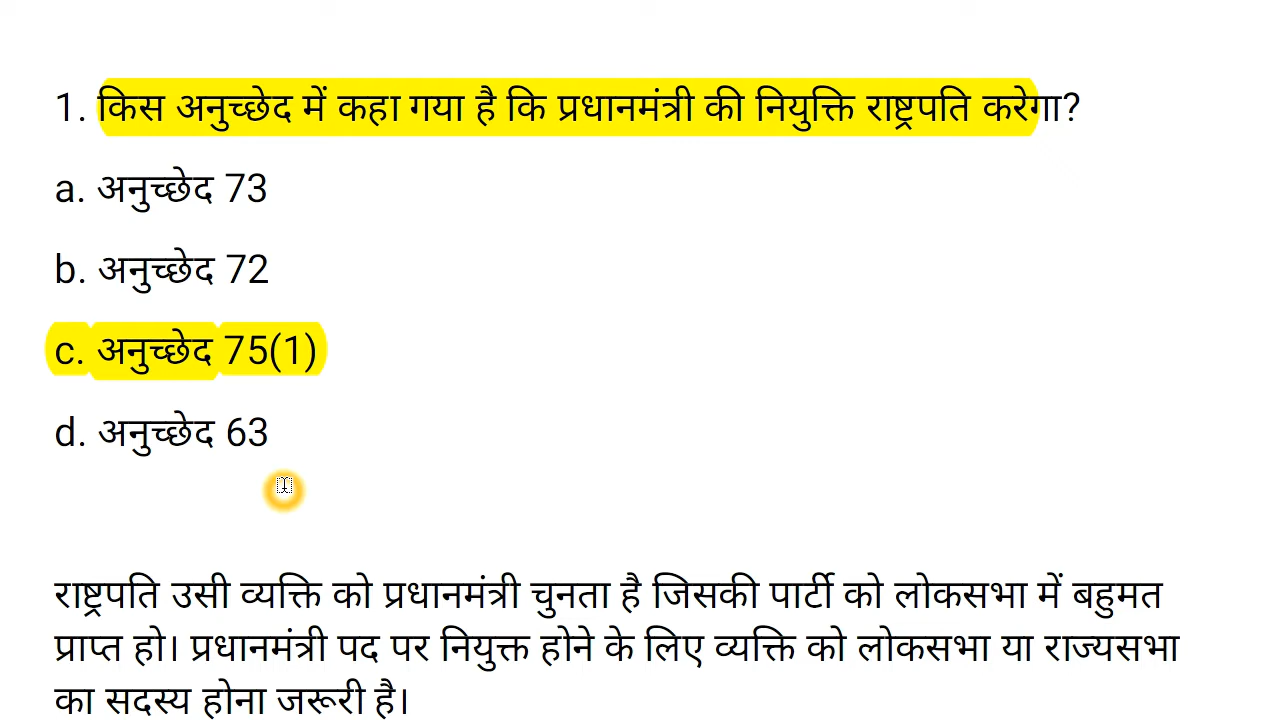 1. किस अनुच्छेद में कहा गया है कि प्रधानमंत्री की नियुक्ति राष्ट्रपति करेगा?
a. अनुच्छेद 73
b. अनुच्छेद 72
c. अनुच्छेद 75(1)
d. अनुच्छेद 63
राष्ट्रपति उसी व्यक्ति को प्रधानमंत्री चुनता है जिसकी पार्टी को लोकसभा में बहुमत
प्राप्त हो। प्रधानमंत्री पद पर नियुक्त होने के लिए व्यक्ति को लोकसभा या राज्यसभा
का सदस्य होना जरूरी है।